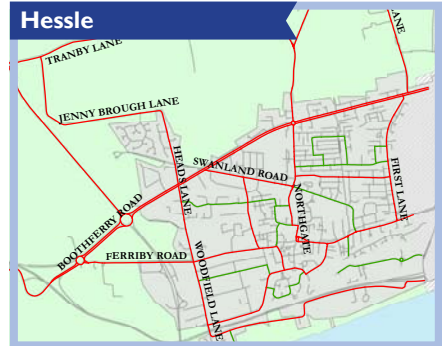 Hessle
LANE
TRANBY LANE
JENNY BROUGH LANE
HEADS LANE
SWANLAND ROAD
FIRST LANE
NORTHGATE
BOOTHFERRY ROAD
FERRIBY ROAD
WOODFIELD LANE